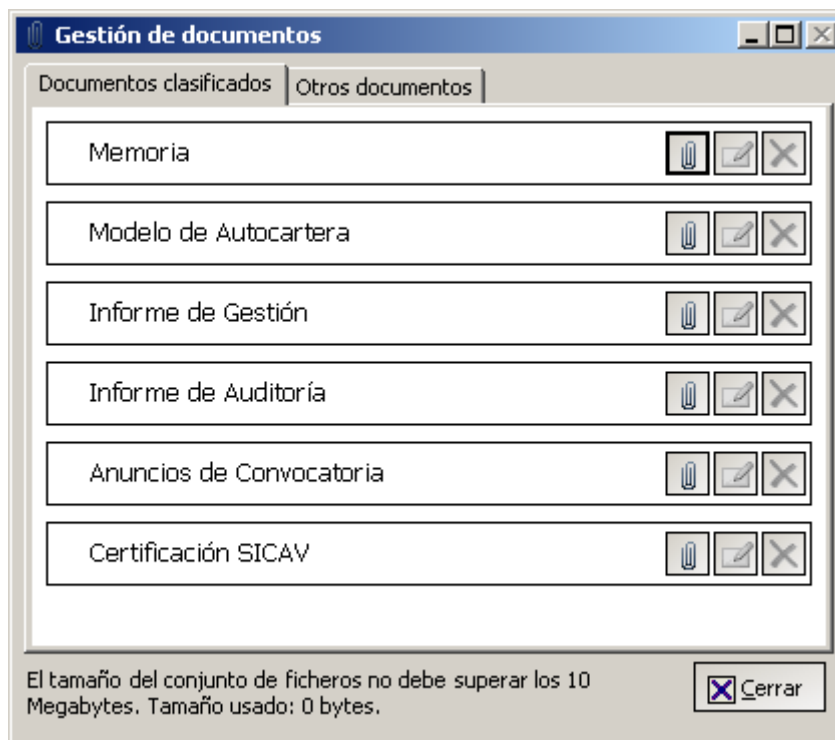 Gestión de documentos
Documentos clasificados Otros documentos
Memoria
Modelo de Autocartera
Informe de Gestión
Informe de Auditoría
Anuncios de Convocatoria
Certificación SICAV
El tamaño del conjunto de ficheros no debe superar los 10
Megabytes. Tamaño usado: 0 bytes.
Cerrar